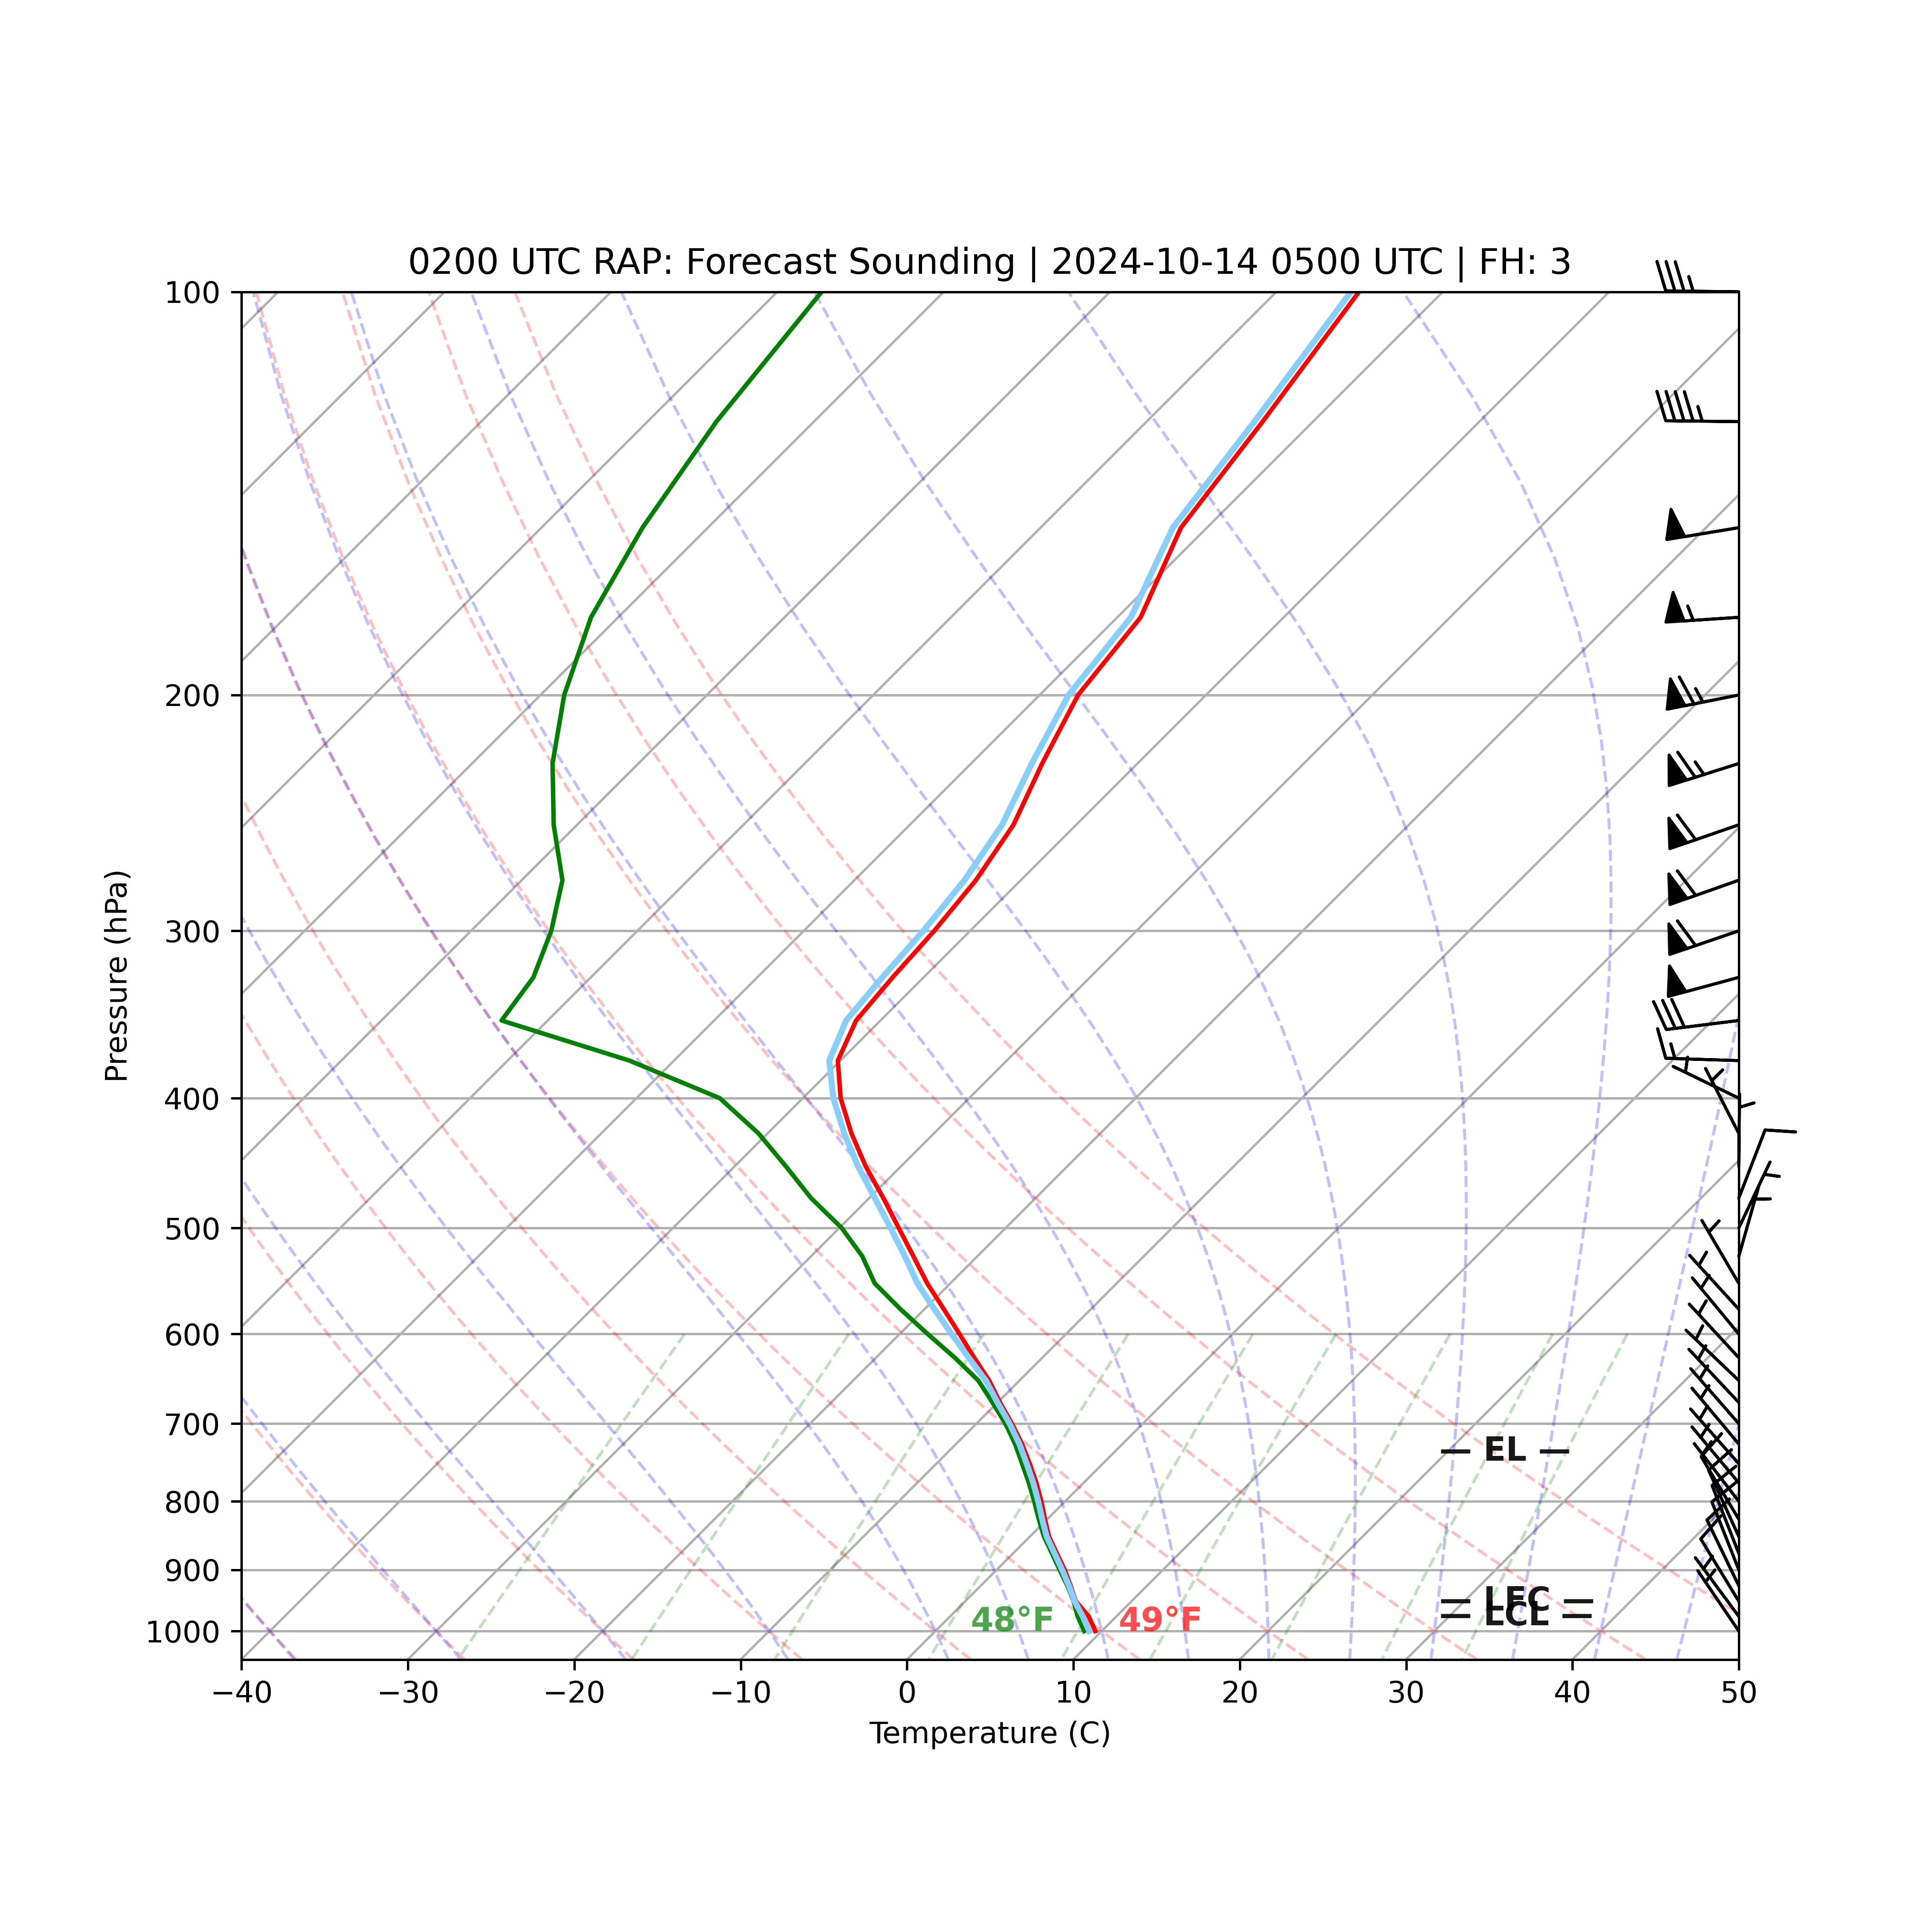 0200 UTC RAP: Forecast Sounding | 2024-10-14 0500 UTC | FH: 3
100
200
300
400
500
600
700
800
900
1000
Pressure (hPa)
— EL —
— LFC —
— LCL —
48°F
49°F
−40 −30 −20 −10 0 10 20 30 40 50
Temperature (C)